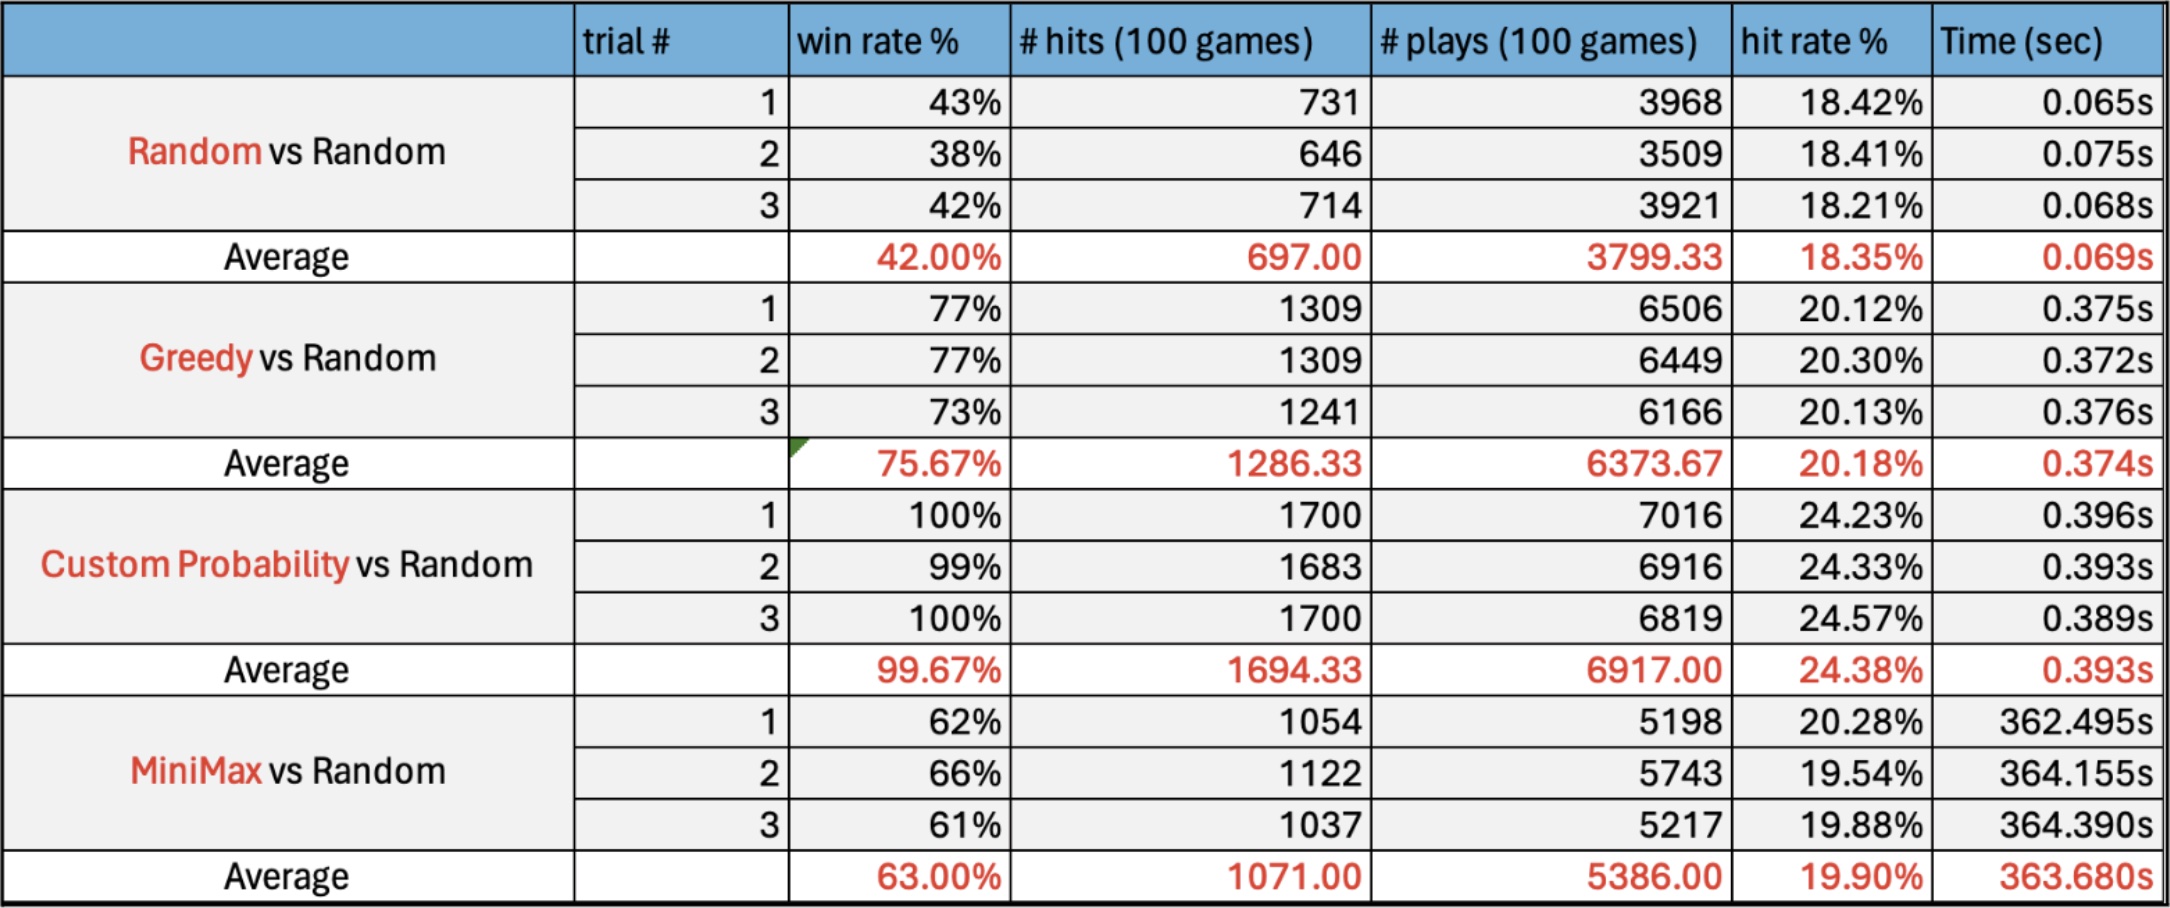 trial # win rate % # hits (100 games) # plays (100 games) hit rate % Time (sec)
Random vs Random
1 43% 731 3968 18.42% 0.065s
2 38% 646 3509 18.41% 0.075s
3 42% 714 3921 18.21% 0.068s
Average 42.00% 697.00 3799.33 18.35% 0.069s
Greedy vs Random
1 77% 1309 6506 20.12% 0.375s
2 77% 1309 6449 20.30% 0.372s
3 73% 1241 6166 20.13% 0.376s
Average 75.67% 1286.33 6373.67 20.18% 0.374s
Custom Probability vs Random
1 100% 1700 7016 24.23% 0.396s
2 99% 1683 6916 24.33% 0.393s
3 100% 1700 6819 24.57% 0.389s
Average 99.67% 1694.33 6917.00 24.38% 0.393s
MiniMax vs Random
1 62% 1054 5198 20.28% 362.495s
2 66% 1122 5743 19.54% 364.155s
3 61% 1037 5217 19.88% 364.390s
Average 63.00% 1071.00 5386.00 19.90% 363.680s